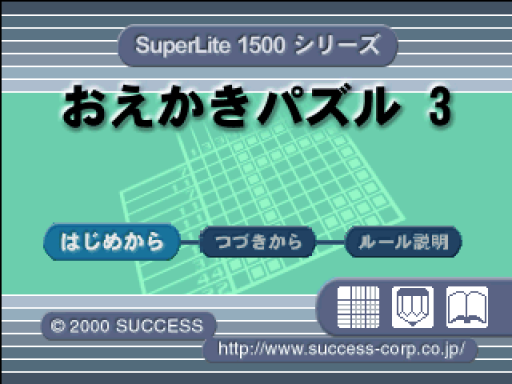 SuperLite 1500 シリーズ
おえかきパズル 3
はじめから つづきから ルール説明
© 2000 SUCCESS
http://www.success-corp.co.jp/